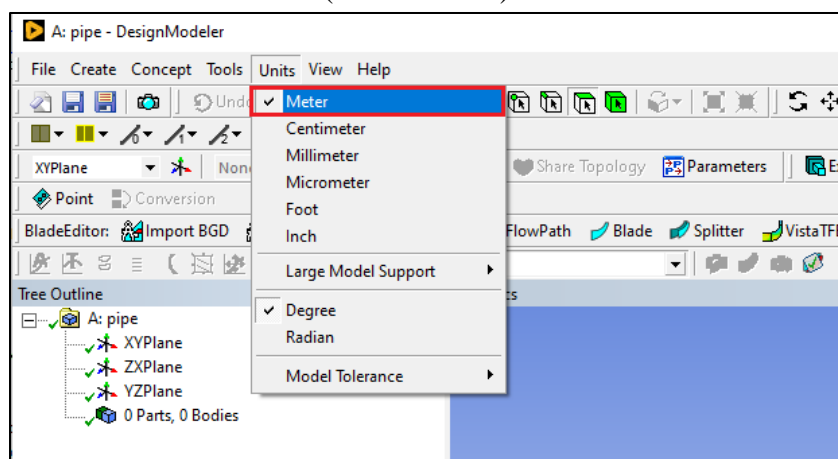 A: pipe - DesignModeler
File Create Concept Tools Units View Help
Undo
Meter
Centimeter
Millimeter
Micrometer
Foot
Inch
Large Model Support
Degree
Radian
Model Tolerance
XYPlane
Share Topology Parameters
Point Conversion
BladeEditor: Import BGD FlowPath Blade Splitter VistaTF
Tree Outline
A: pipe
XYPlane
ZXPlane
YZPlane
0 Parts, 0 Bodies